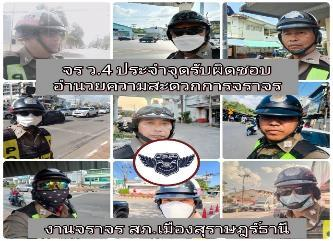 จร ว.4 ประจำจุดรับผิดชอบ
อำนวยความสะดวกการจราจร
งานจราจร สภ.เมืองสุราษฎร์ธานี